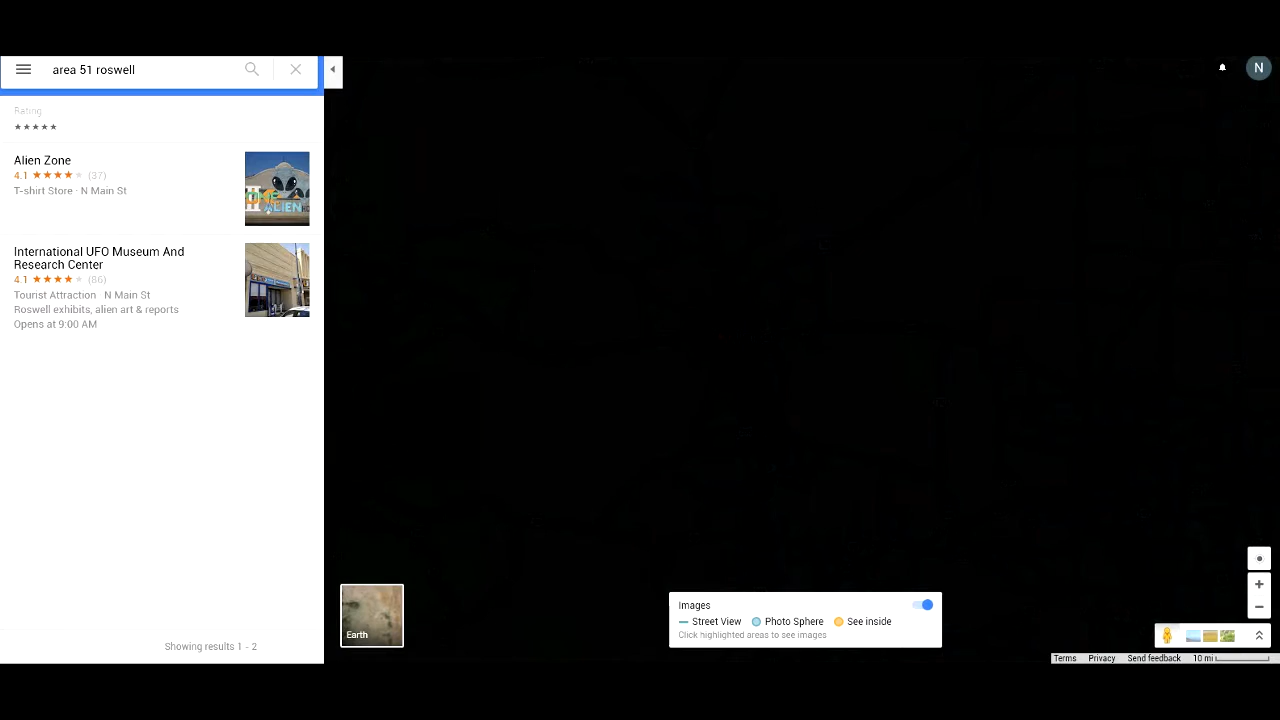 area 51 roswell
N
Rating
Alien Zone
4.1 ★★★★★ (37)
T-shirt Store · N Main St
ALIEN
International UFO Museum And
Research Center
4.1 ★★★★★ (86)
Tourist Attraction N Main St
Roswell exhibits, alien art & reports
Opens at 9:00 AM
Showing results 1 - 2
Earth
Images
Street View Photo Sphere See inside
Click highlighted areas to see images
Terms Privacy Send feedback 10 mi